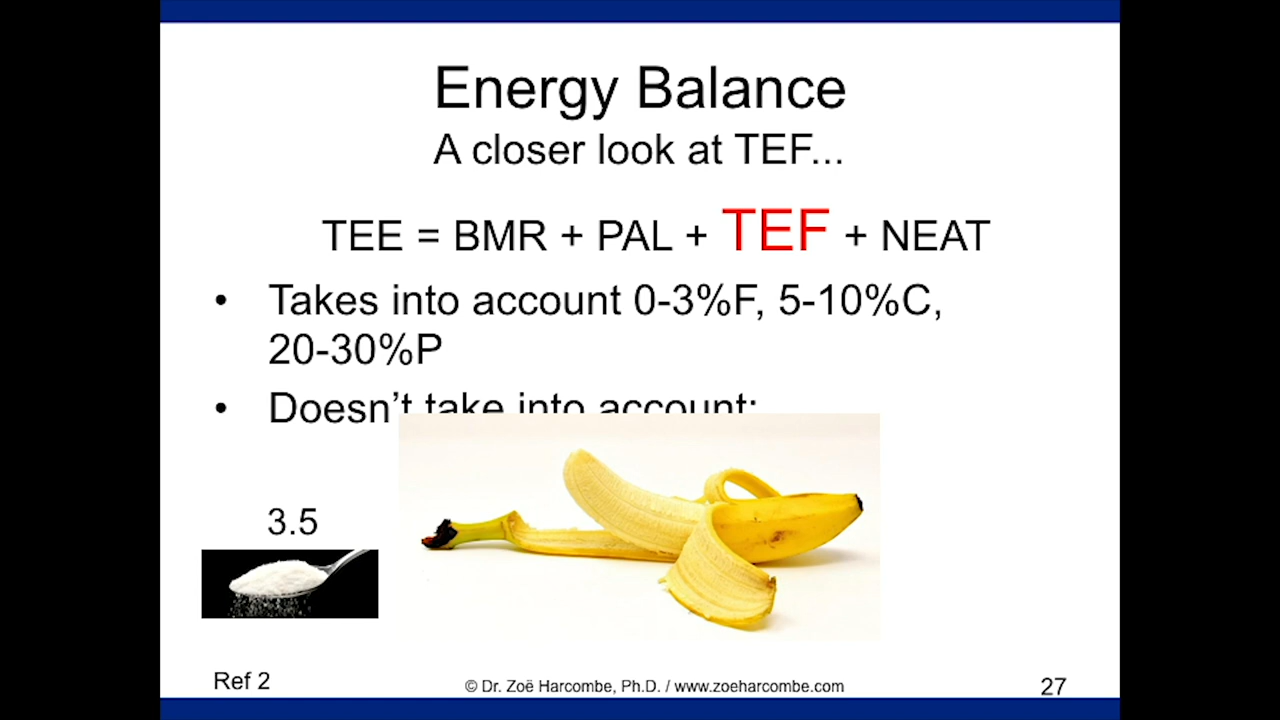 Energy Balance
A closer look at TEF...
TEE = BMR + PAL + TEF + NEAT
• Takes into account 0-3%F, 5-10%C,
20-30%P
• Doesn't take into account:
3.5
Ref 2
© Dr. Zoë Harcombe, Ph.D. / www.zoeharcombe.com
27